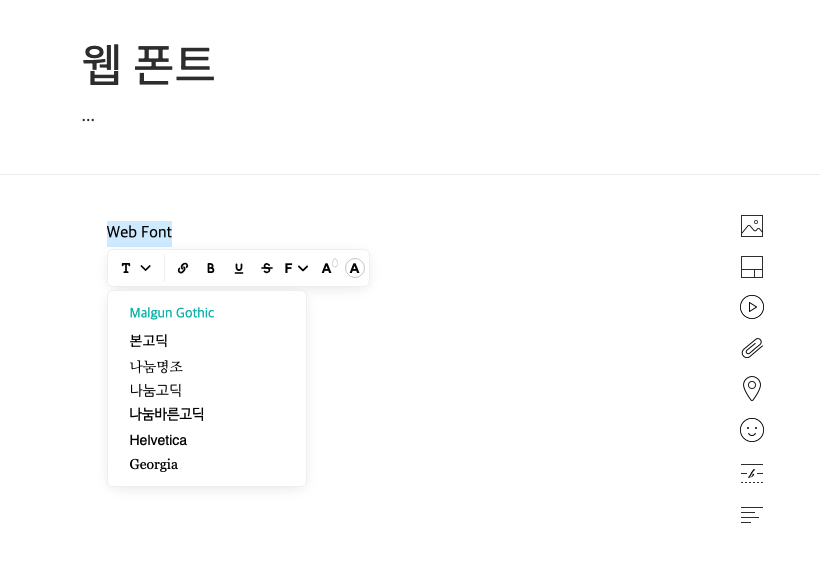 웹 폰트
...
Web Font
T B U S F A A
Malgun Gothic
본고딕
나눔명조
나눔고딕
나눔바른고딕
Helvetica
Georgia